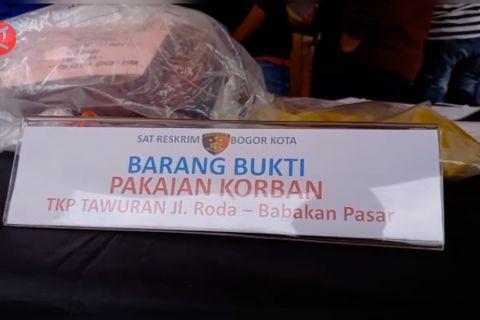 SAT RESKRIM BOGOR KOTA
BARANG BUKTI
PAKAIAN KORBAN
TKP TAWURAN Jl. Roda – Babakan Pasar